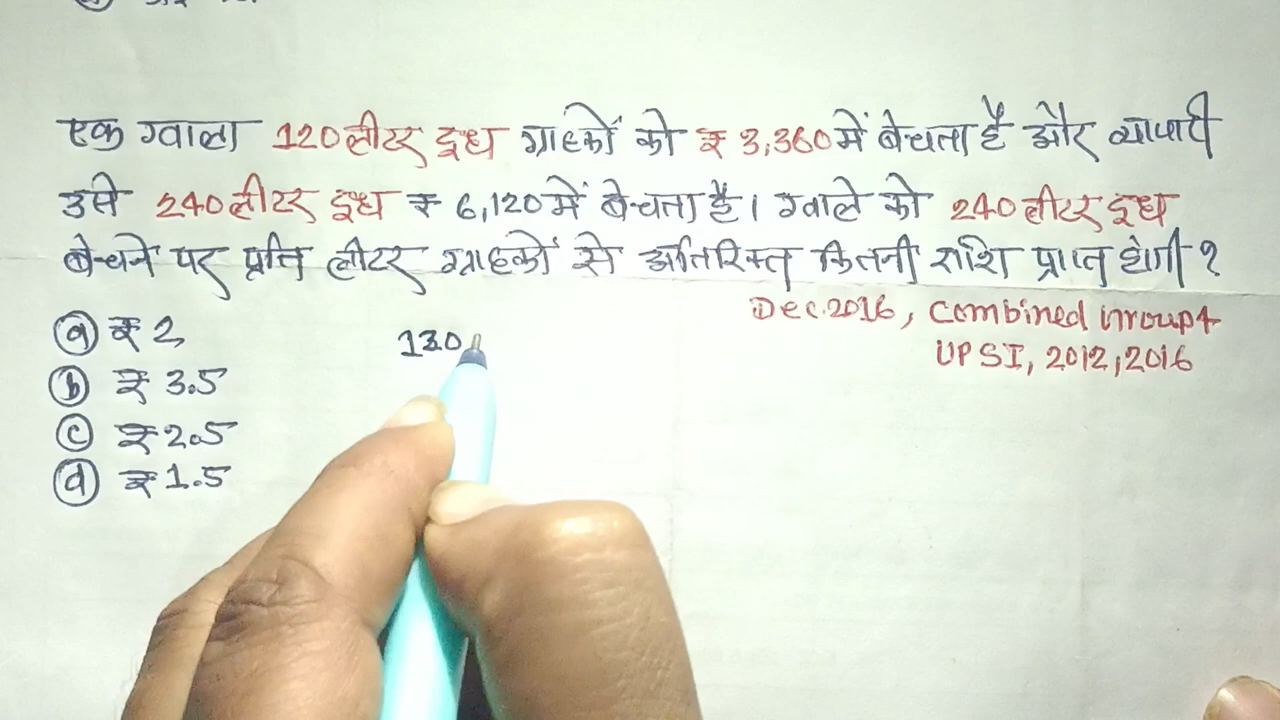 एक ग्वाला 120 लीटर दूध ग्राहकों को ₹ 3,360 में बेचता है और व्यापारी
उसे 240 लीटर दूध ₹ 6,120 में बेचता है। ग्वाले को 240 लीटर दूध
बेचने पर प्रति लीटर ग्राहकों से अतिरिक्त कितनी राशि प्राप्त होगी ?
Dec.2016, Combined Group 4
UPSI, 2012, 2016
(a) ₹ 2
(b) ₹ 3.5
(c) ₹ 2.5
(d) ₹ 1.5
120